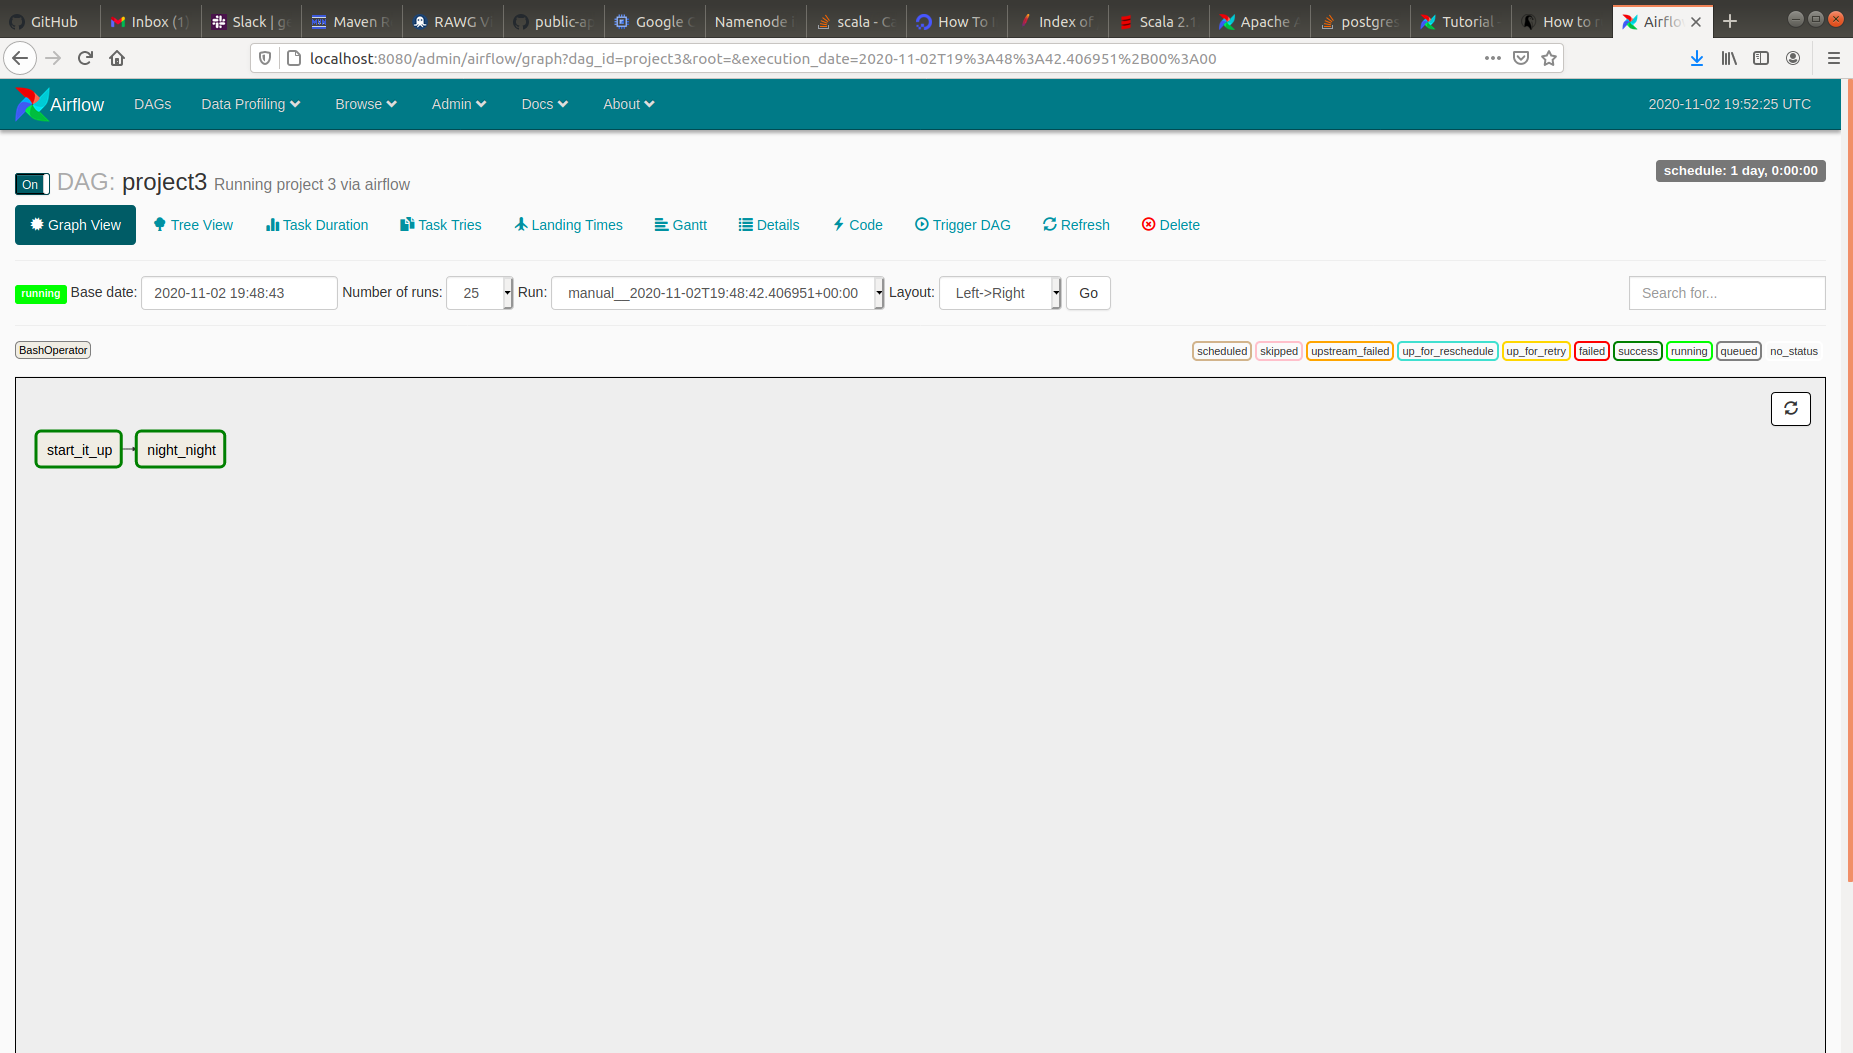 GitHub Inbox (1) Slack | Maven RAWG V public-ap Google Namenode scala - C How To Index of Scala 2.1 Apache postgres Tutorial How to Airflo
localhost:8080/admin/airflow/graph?dag_id=project3&root=&execution_date=2020-11-02T19%3A48%3A42.406951%2B00%3A00
Airflow DAGs Data Profiling Browse Admin Docs About 2020-11-02 19:52:25 UTC
On DAG: project3 Running project 3 via airflow schedule: 1 day, 0:00:00
Graph View Tree View Task Duration Task Tries Landing Times Gantt Details Code Trigger DAG Refresh Delete
running Base date: 2020-11-02 19:48:43 Number of runs: 25 Run: manual__2020-11-02T19:48:42.406951+00:00 Layout: Left->Right Go Search for...
BashOperator scheduled skipped upstream_failed up_for_reschedule up_for_retry failed success running queued no_status
start_it_up night_night